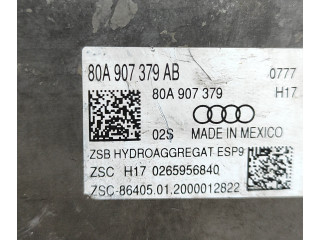 80A 907 379 AB 0777
80A 907 379 H17
02S MADE IN MEXICO
ZSB HYDROAGGREGAT ESP9
ZSC H17 0265956840
ZSC-86405.01.2000012822